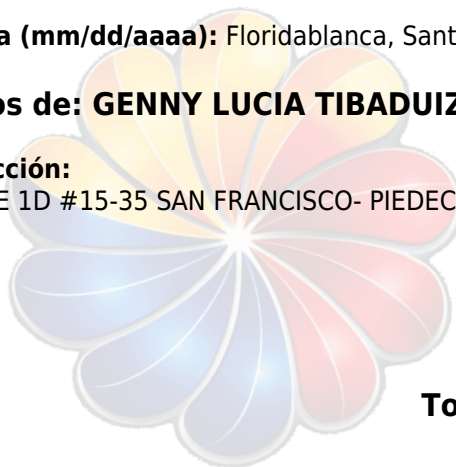 a (mm/dd/aaaa): Floridablanca, Sant
os de: GENNY LUCIA TIBADUIZ
cción:
E 1D #15-35 SAN FRANCISCO- PIEDEC
To